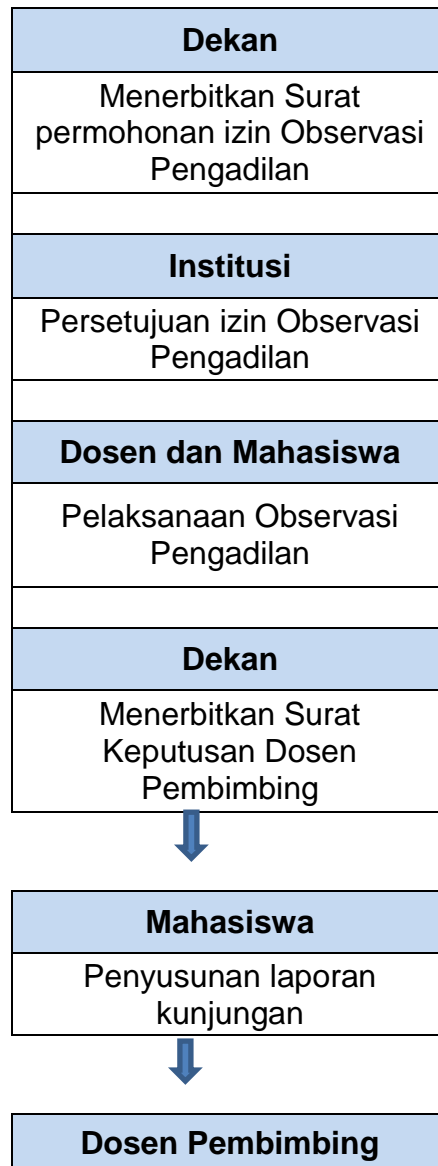 Dekan
Menerbitkan Surat
permohonan izin Observasi
Pengadilan
Institusi
Persetujuan izin Observasi
Pengadilan
Dosen dan Mahasiswa
Pelaksanaan Observasi
Pengadilan
Dekan
Menerbitkan Surat
Keputusan Dosen
Pembimbing
Mahasiswa
Penyusunan laporan
kunjungan
Dosen Pembimbing